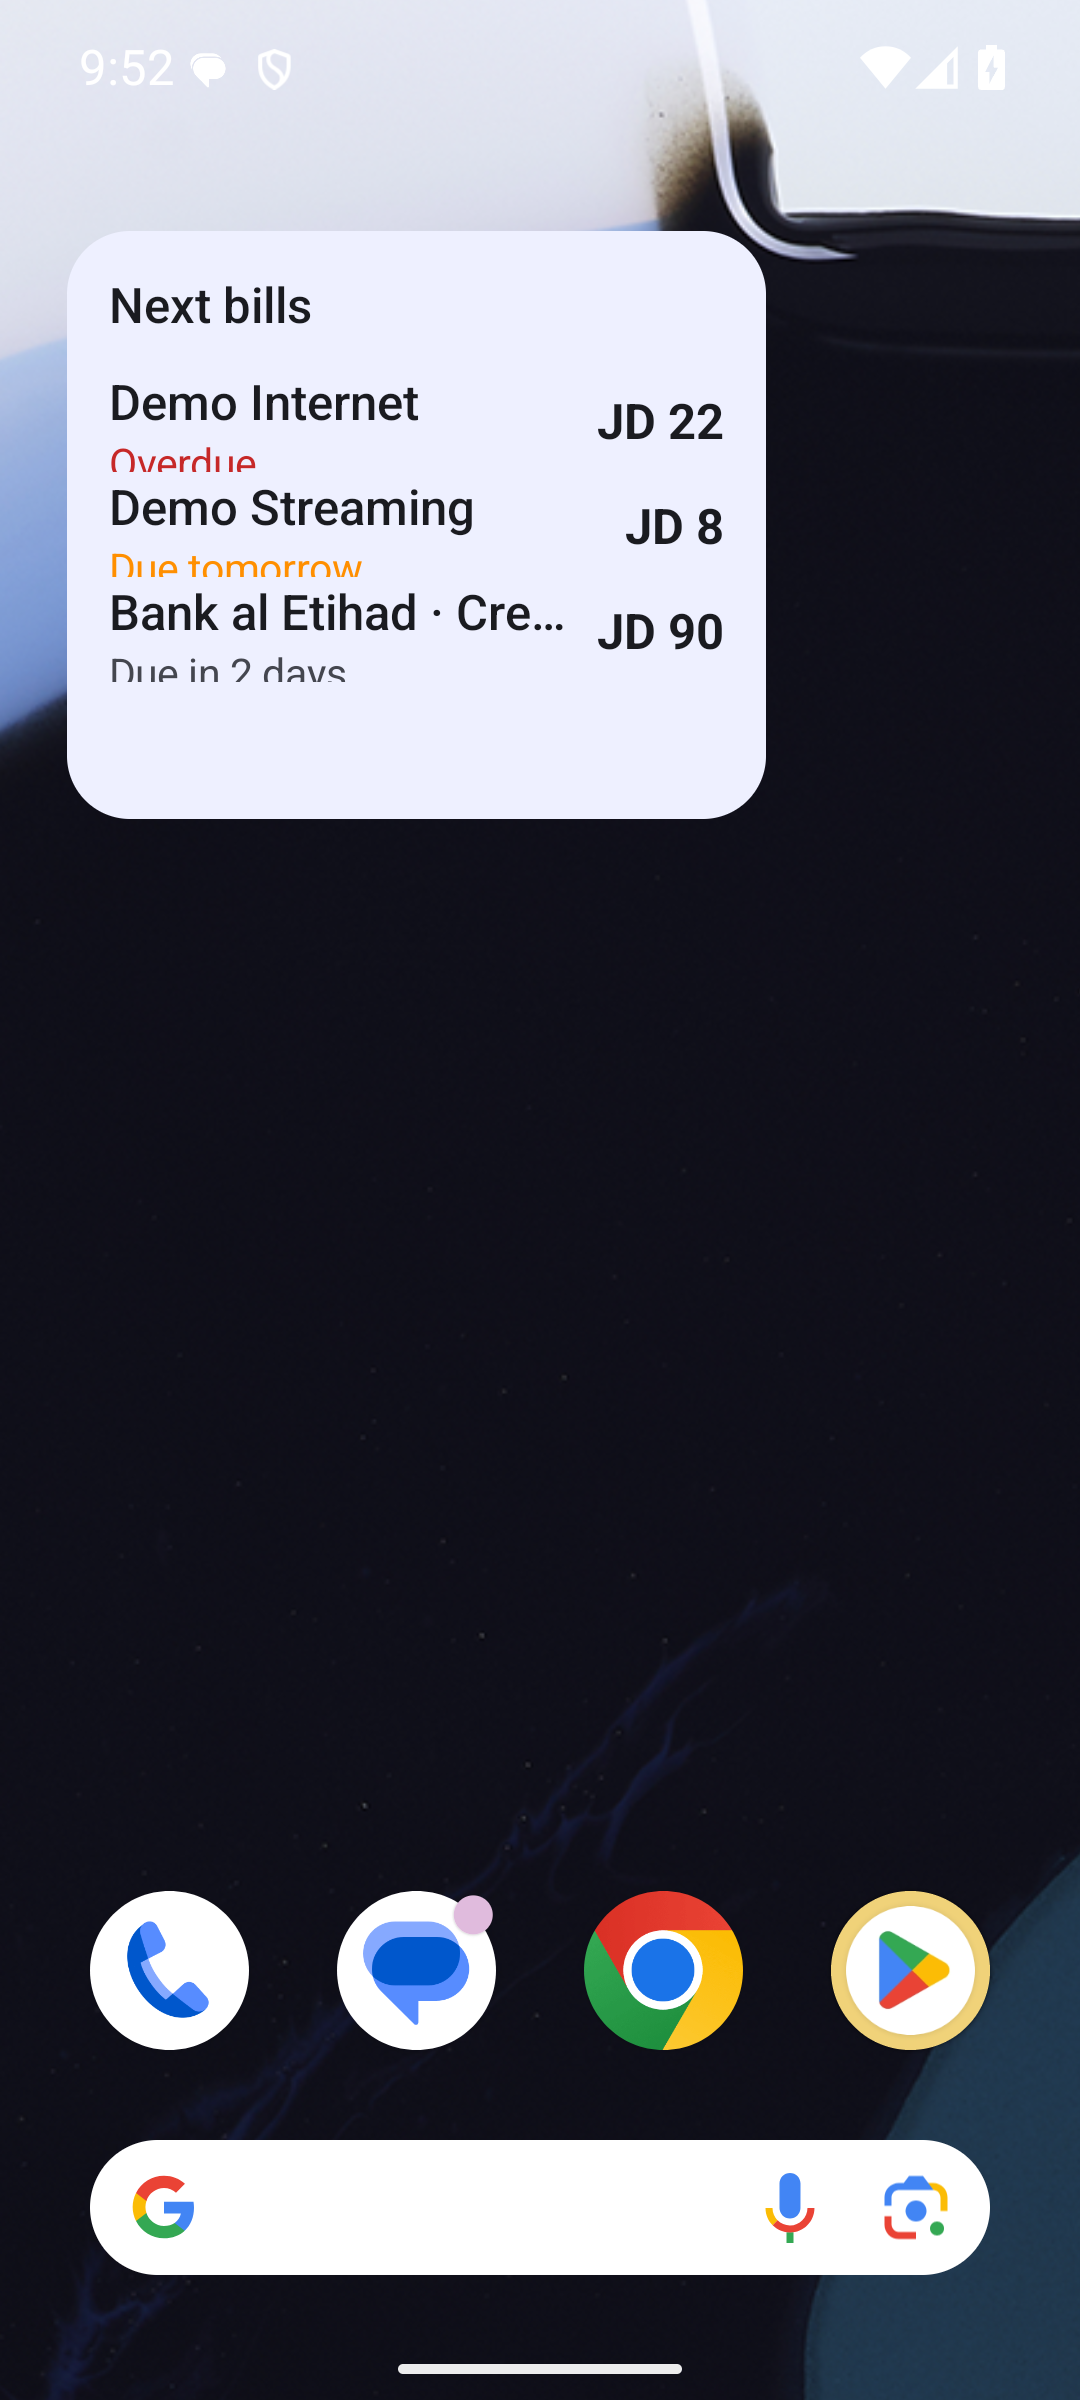 9:52
Next bills
Demo Internet
JD 22
Overdue
Demo Streaming
JD 8
Due tomorrow
Bank al Etihad · Cre…
JD 90
Due in 2 days